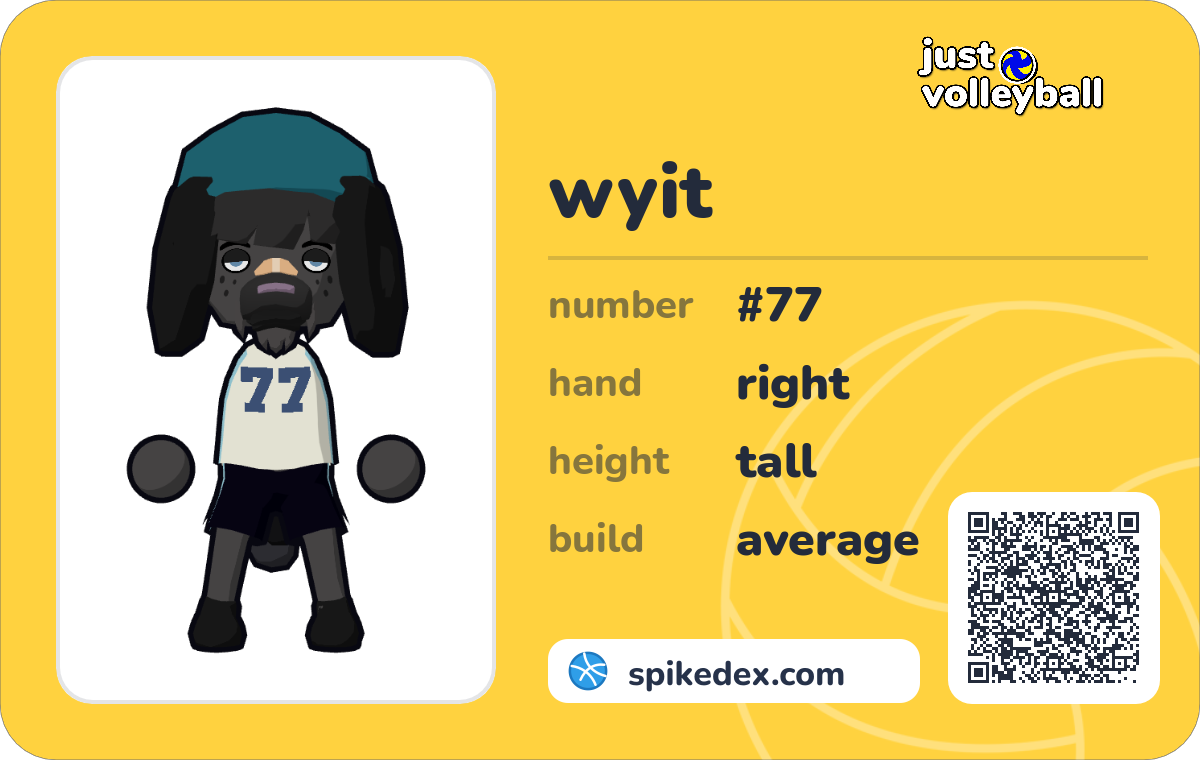 just
volleyball
wyit
number #77
hand right
height tall
build average
77
spikedex.com